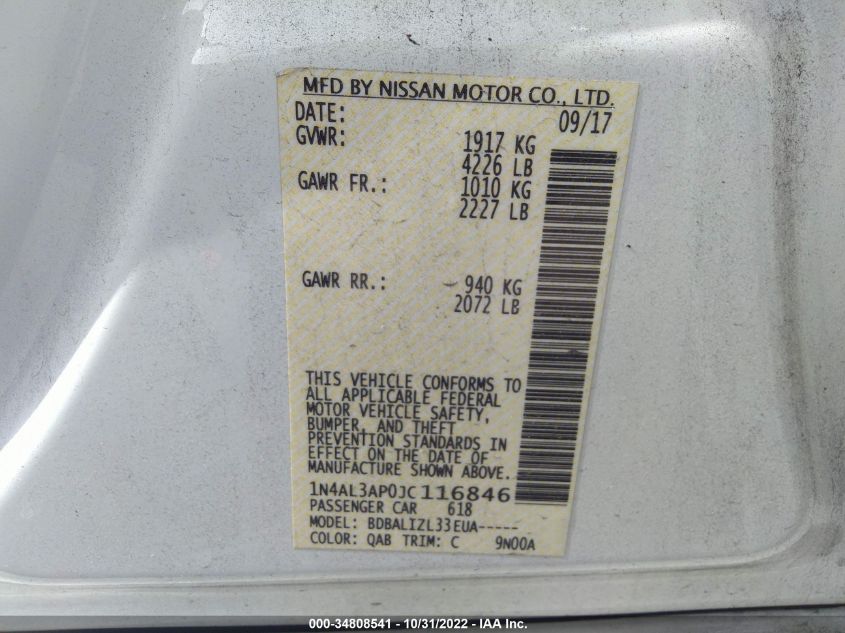 MFD BY NISSAN MOTOR CO., LTD.
DATE: 09/17
GVWR: 1917 KG
4226 LB
GAWR FR.: 1010 KG
2227 LB
GAWR RR.: 940 KG
2072 LB
THIS VEHICLE CONFORMS TO
ALL APPLICABLE FEDERAL
MOTOR VEHICLE SAFETY,
BUMPER, AND THEFT
PREVENTION STANDARDS IN
EFFECT ON THE DATE OF
MANUFACTURE SHOWN ABOVE.
1N4AL3AP0JC116846
PASSENGER CAR 618
MODEL: BDBALIZL33EUA-----
COLOR: QAB TRIM: C 9N00A
000-34808541 - 10/31/2022 - IAA Inc.